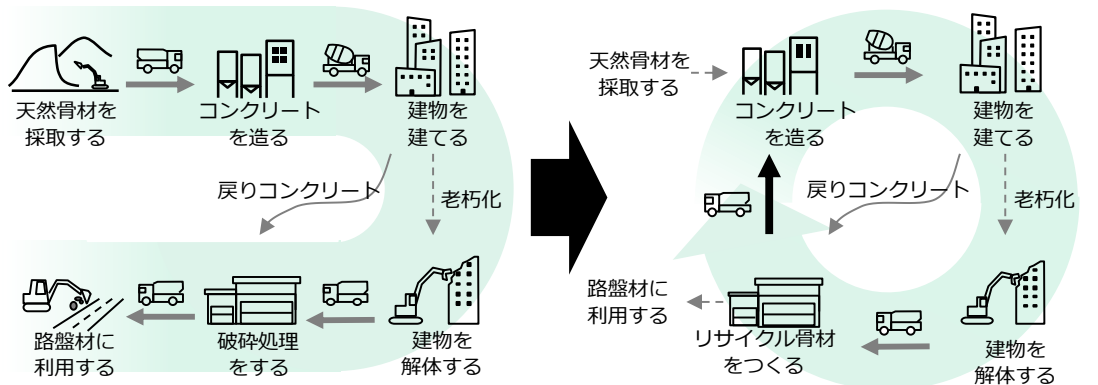 天然骨材を
採取する
コンクリート
を造る
建物を
建てる
戻りコンクリート
老朽化
路盤材に
利用する
破砕処理
をする
建物を
解体する
天然骨材を
採取する
コンクリート
を造る
建物を
建てる
戻りコンクリート
老朽化
路盤材に
利用する
リサイクル骨材
をつくる
建物を
解体する